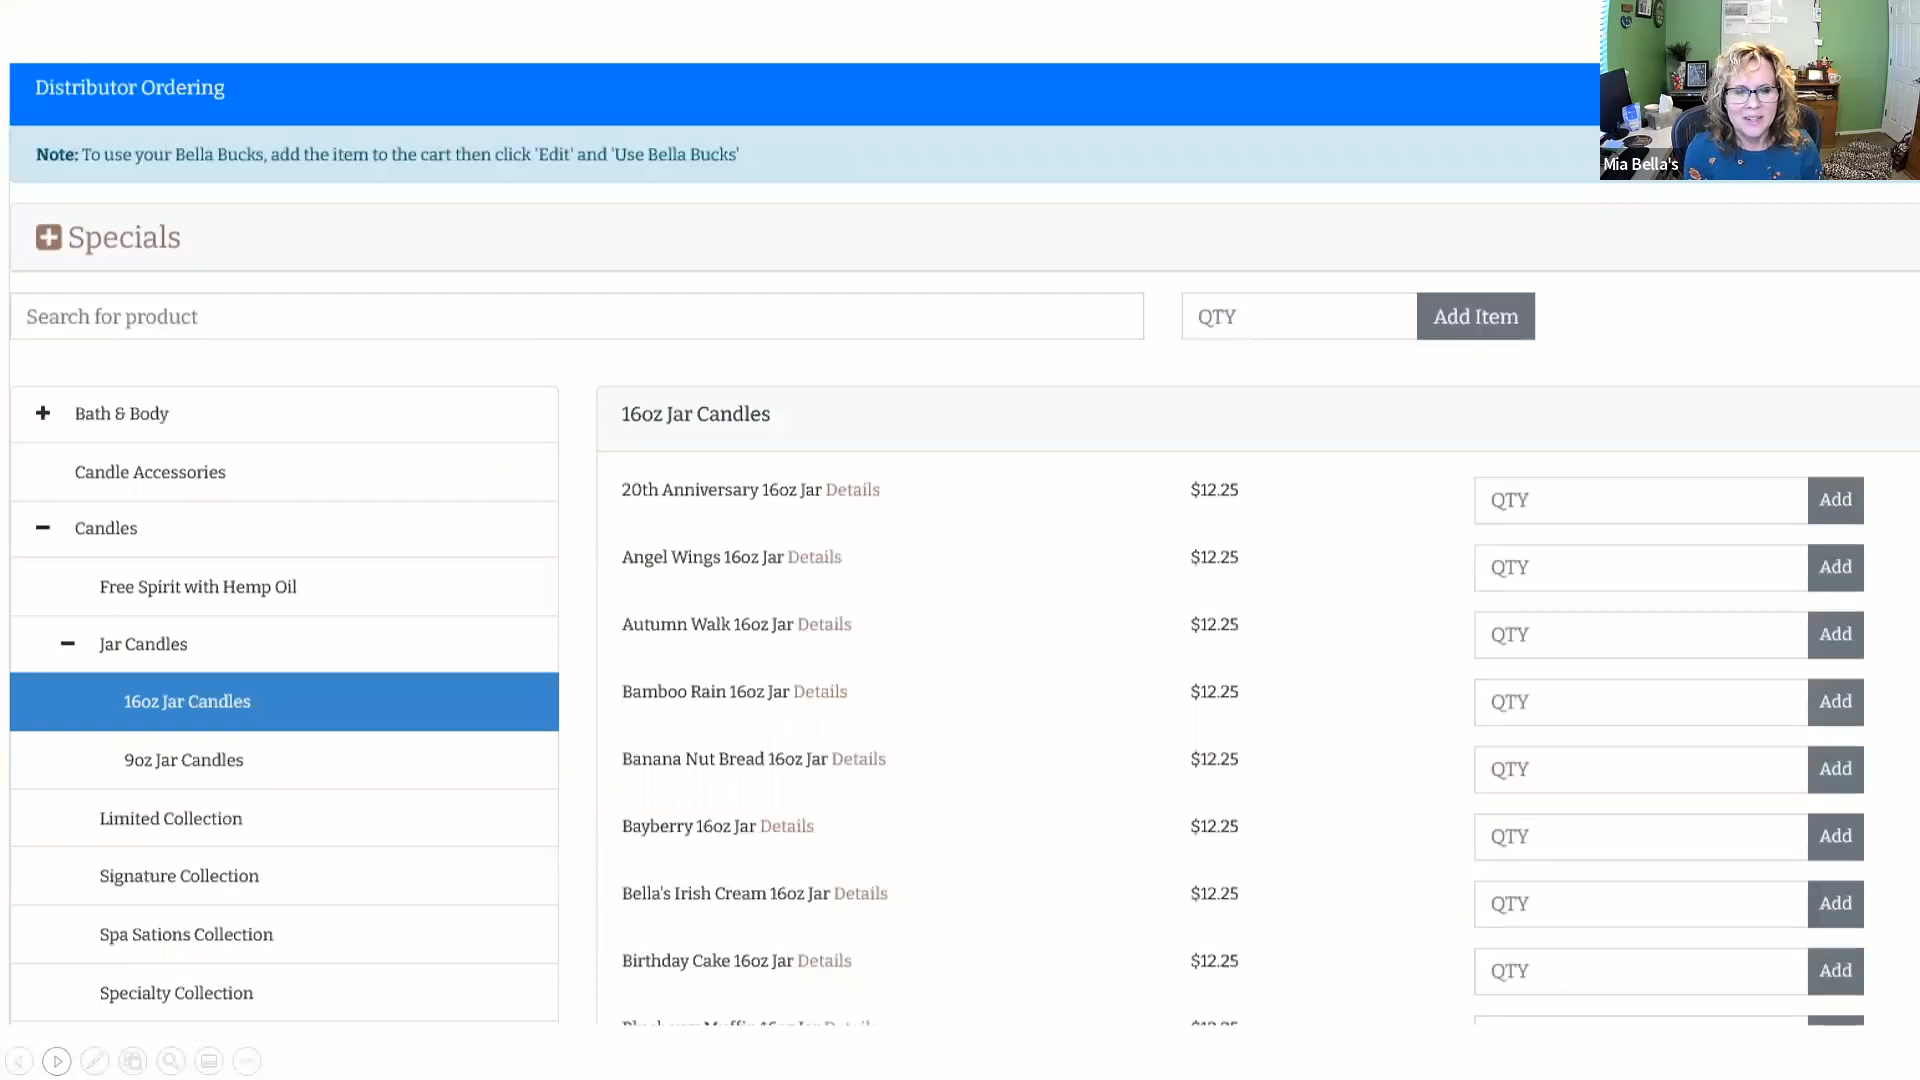 Distributor Ordering
Note: To use your Bella Bucks, add the item to the cart then click 'Edit' and 'Use Bella Bucks'
Mia Bella's
Specials
Search for product
QTY Add Item
Bath & Body
Candle Accessories
Candles
Free Spirit with Hemp Oil
Jar Candles
16oz Jar Candles
9oz Jar Candles
Limited Collection
Signature Collection
Spa Sations Collection
Specialty Collection
16oz Jar Candles
20th Anniversary 16oz Jar Details $12.25 QTY Add
Angel Wings 16oz Jar Details $12.25 QTY Add
Autumn Walk 16oz Jar Details $12.25 QTY Add
Bamboo Rain 16oz Jar Details $12.25 QTY Add
Banana Nut Bread 16oz Jar Details $12.25 QTY Add
Bayberry 16oz Jar Details $12.25 QTY Add
Bella's Irish Cream 16oz Jar Details $12.25 QTY Add
Birthday Cake 16oz Jar Details $12.25 QTY Add